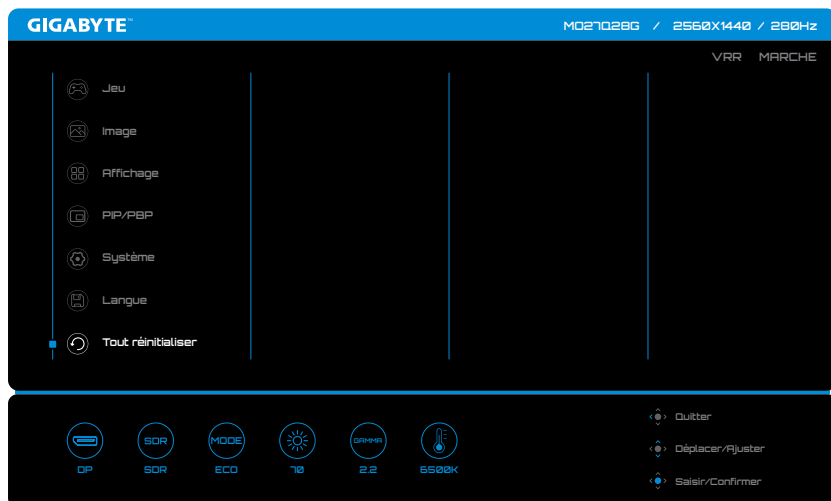 GIGABYTE™ MO27Q28G / 2560X1440 / 280Hz
VRR MARCHE
Jeu
Image
Affichage
PIP/PBP
Système
Langue
Tout réinitialiser
SDR MODE GAMMA
DP SDR ECO 70 2.2 6500K
Quitter
Déplacer/Ajuster
Saisir/Confirmer